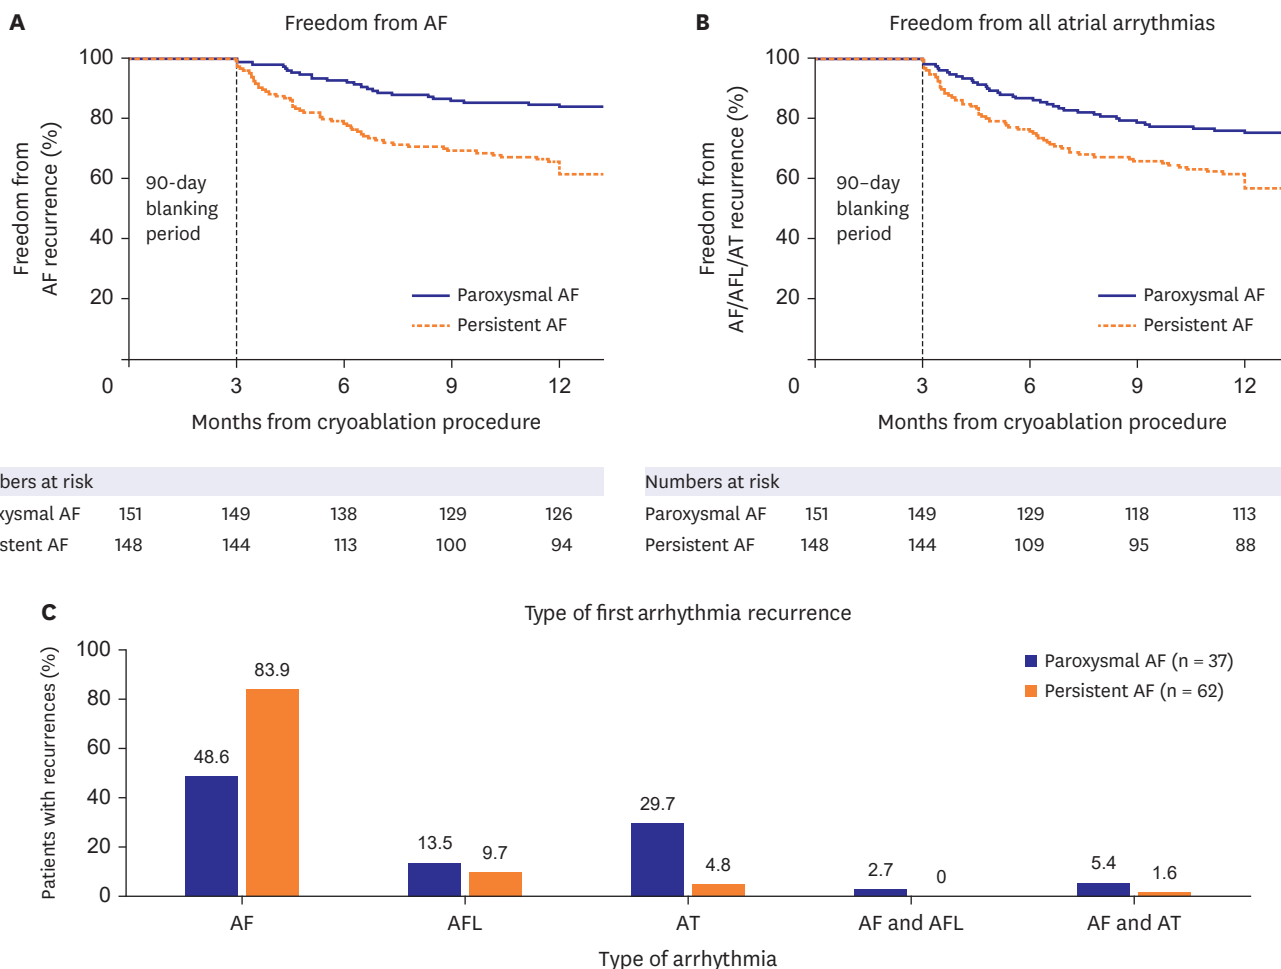 A
Freedom from AF
Freedom from
AF recurrence (%)
100
80
60
40
20
0
90-day
blanking
period
Paroxysmal AF
Persistent AF
3 6 9 12
Months from cryoablation procedure
bers at risk
xysmal AF 151 149 138 129 126
stent AF 148 144 113 100 94
B
Freedom from all atrial arrythmias
Freedom from
AF/AFL/AT recurrence (%)
100
80
60
40
20
0
90-day
blanking
period
Paroxysmal AF
Persistent AF
3 6 9 12
Months from cryoablation procedure
Numbers at risk
Paroxysmal AF 151 149 129 118 113
Persistent AF 148 144 109 95 88
C
Type of first arrhythmia recurrence
Patients with recurrences (%)
100
80
60
40
20
0
Paroxysmal AF (n = 37)
Persistent AF (n = 62)
48.6 83.9
13.5 9.7
29.7 4.8
2.7 0
5.4 1.6
AF AFL AT AF and AFL AF and AT
Type of arrhythmia